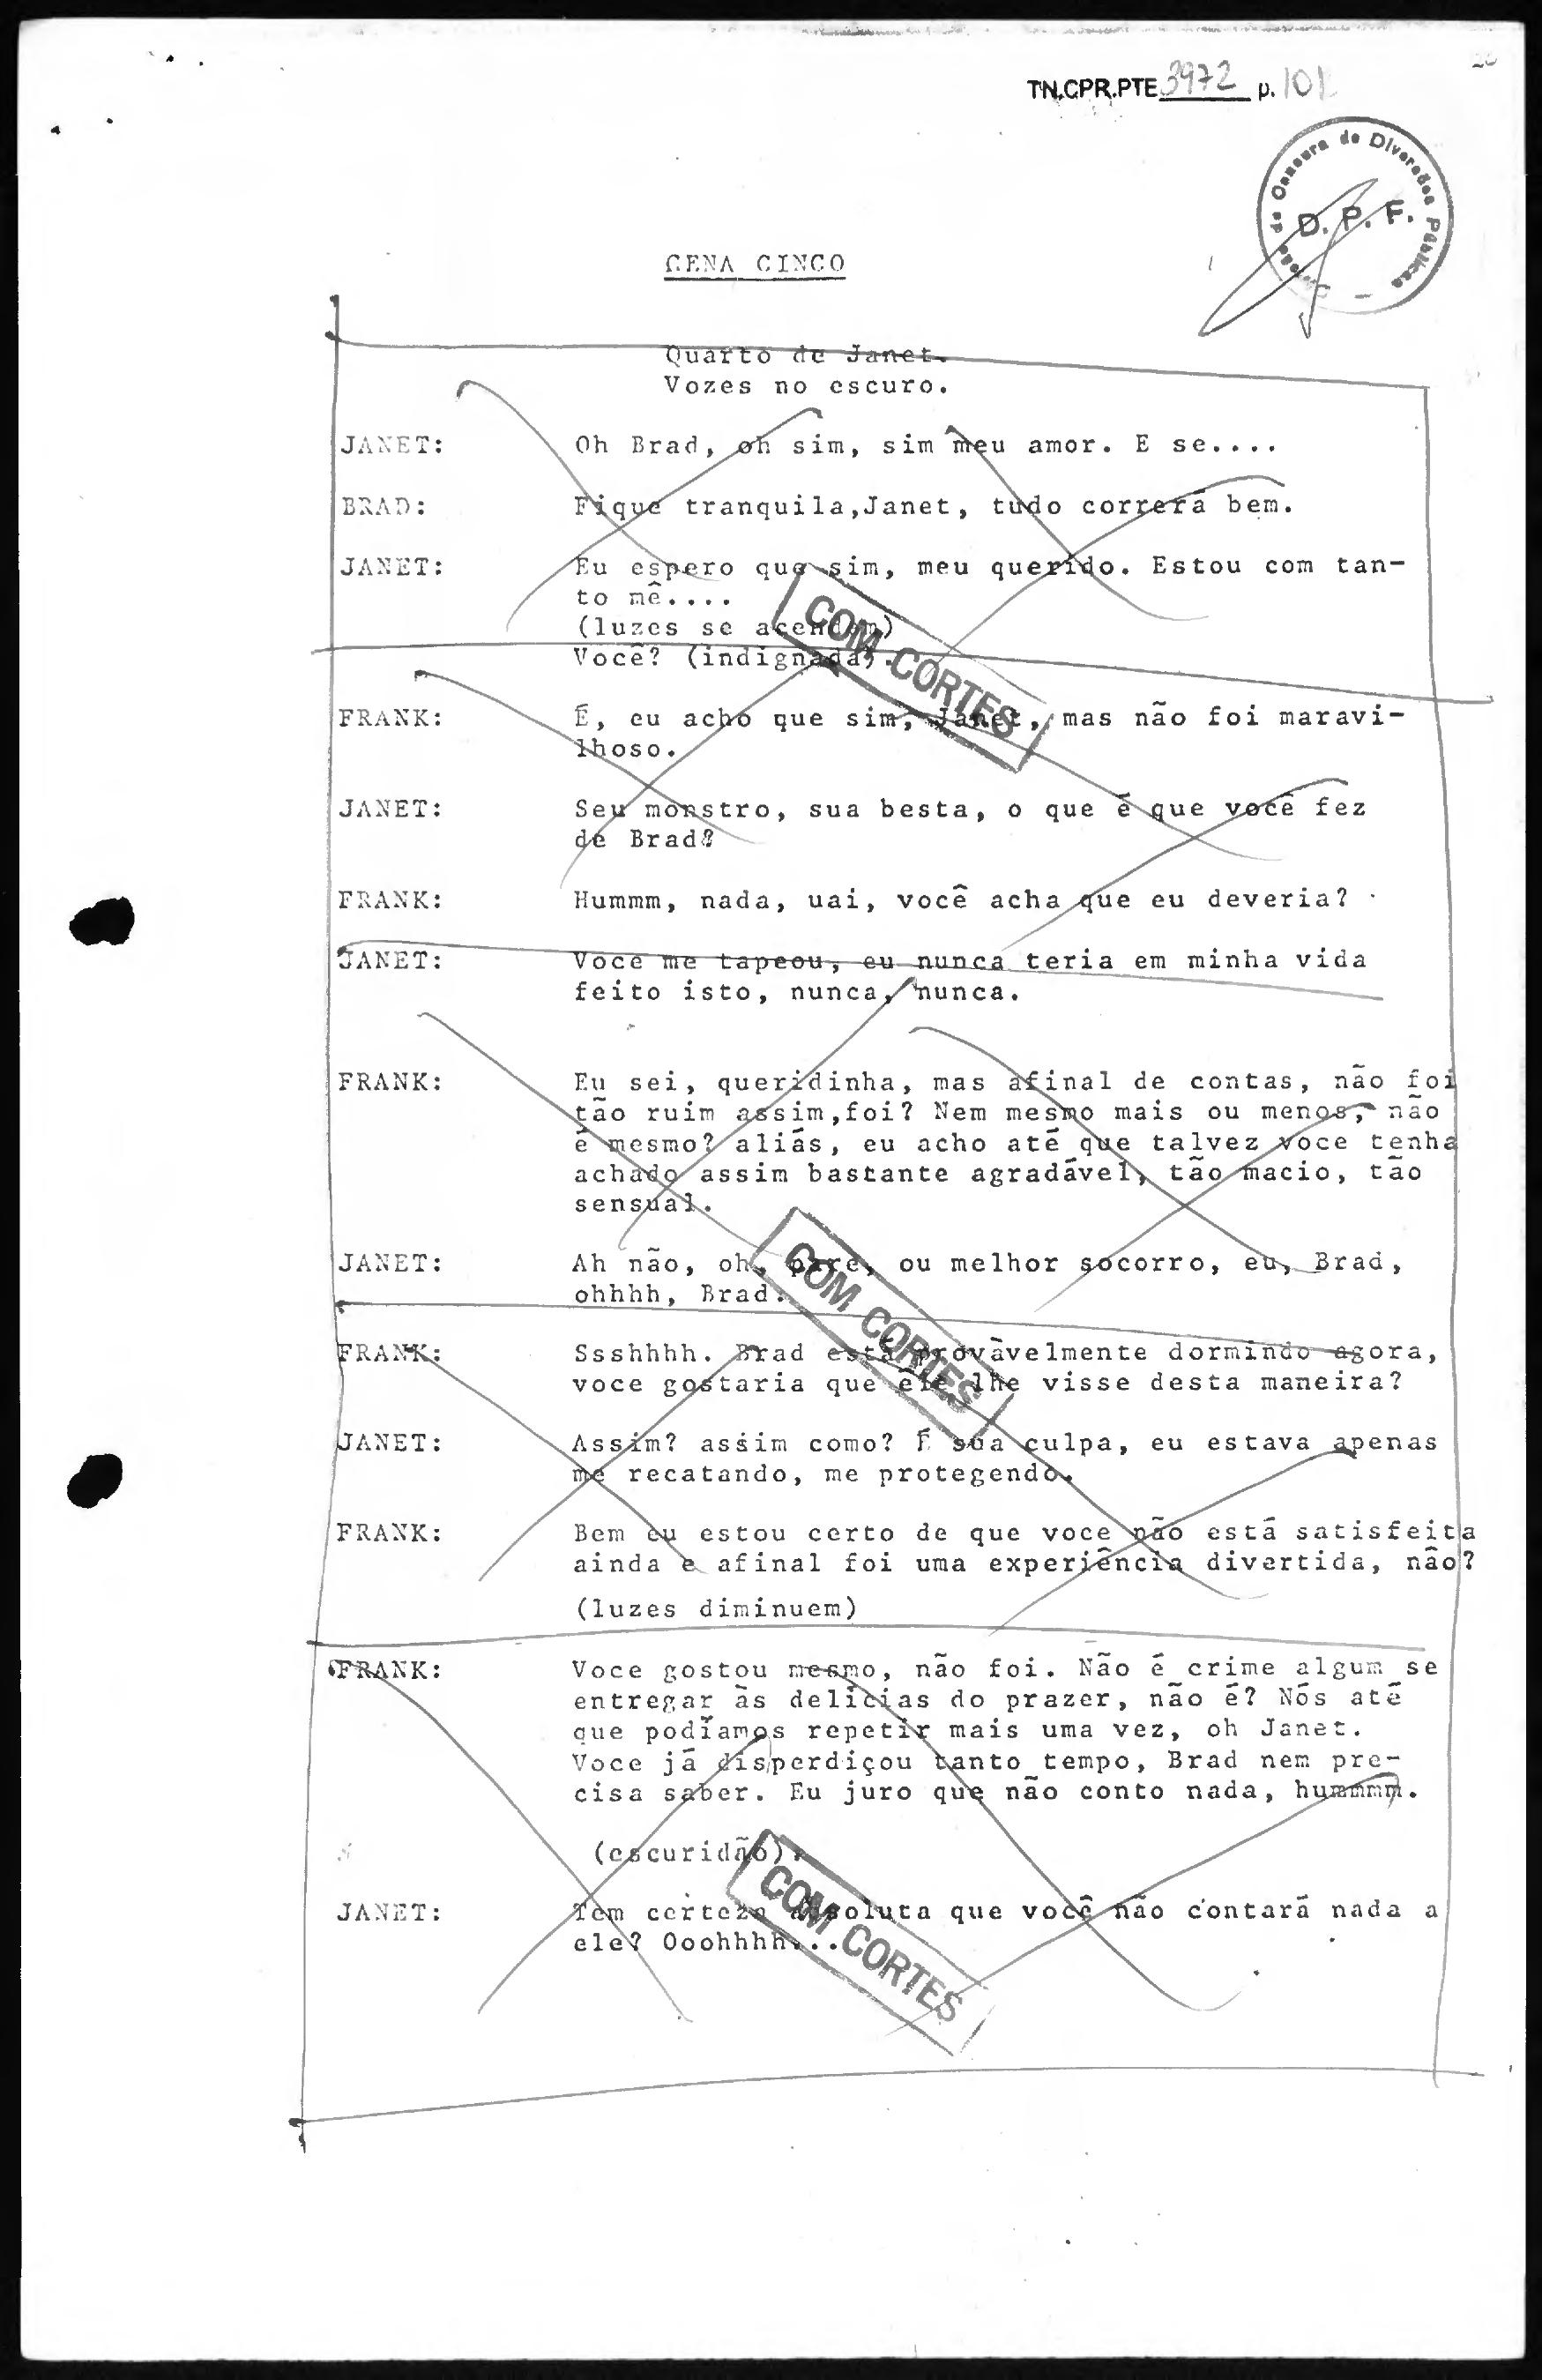 TN.CPR.PTE 3972 p. 101
de Censura de Diversões Públicas
D. P. F.
CENA CINCO
Quarto de Janet.
Vozes no escuro.
JANET: Oh Brad, oh sim, sim meu amor. E se....
BRAD: Fique tranquila,Janet, tudo correrá bem.
JANET: Eu espero que sim, meu querido. Estou com tan-
to mê....
(luzes se acendem)
Você? (indignada).
COM CORTES
FRANK: É, eu acho que sim, Janet, mas não foi maravi-
lhoso.
JANET: Seu monstro, sua besta, o que é que você fez
de Brad?
FRANK: Hummm, nada, uai, você acha que eu deveria?
JANET: Voce me tapeou, eu nunca teria em minha vida
feito isto, nunca, nunca.
FRANK: Eu sei, queridinha, mas afinal de contas, não foi
tão ruim assim,foi? Nem mesmo mais ou menos, não
é mesmo? aliás, eu acho até que talvez voce tenha
achado assim bastante agradável, tão macio, tão
sensual.
JANET: Ah não, oh, pare, ou melhor socorro, eu, Brad,
ohhhh, Brad.
COM CORTES
FRANK: Ssshhhh. Brad está provàvelmente dormindo agora,
voce gostaria que êle lhe visse desta maneira?
JANET: Assim? assim como? É sua culpa, eu estava apenas
me recatando, me protegendo.
FRANK: Bem eu estou certo de que voce não está satisfeita
ainda e afinal foi uma experiência divertida, não?
(luzes diminuem)
FRANK: Voce gostou mesmo, não foi. Não é crime algum se
entregar às delícias do prazer, não é? Nós até
que podíamos repetir mais uma vez, oh Janet.
Voce já disperdiçou tanto tempo, Brad nem pre-
cisa saber. Eu juro que não conto nada, hummmm.
(escuridão).
JANET: Tem certeza absoluta que você não contará nada a
ele? Ooohhhh...
COM CORTES